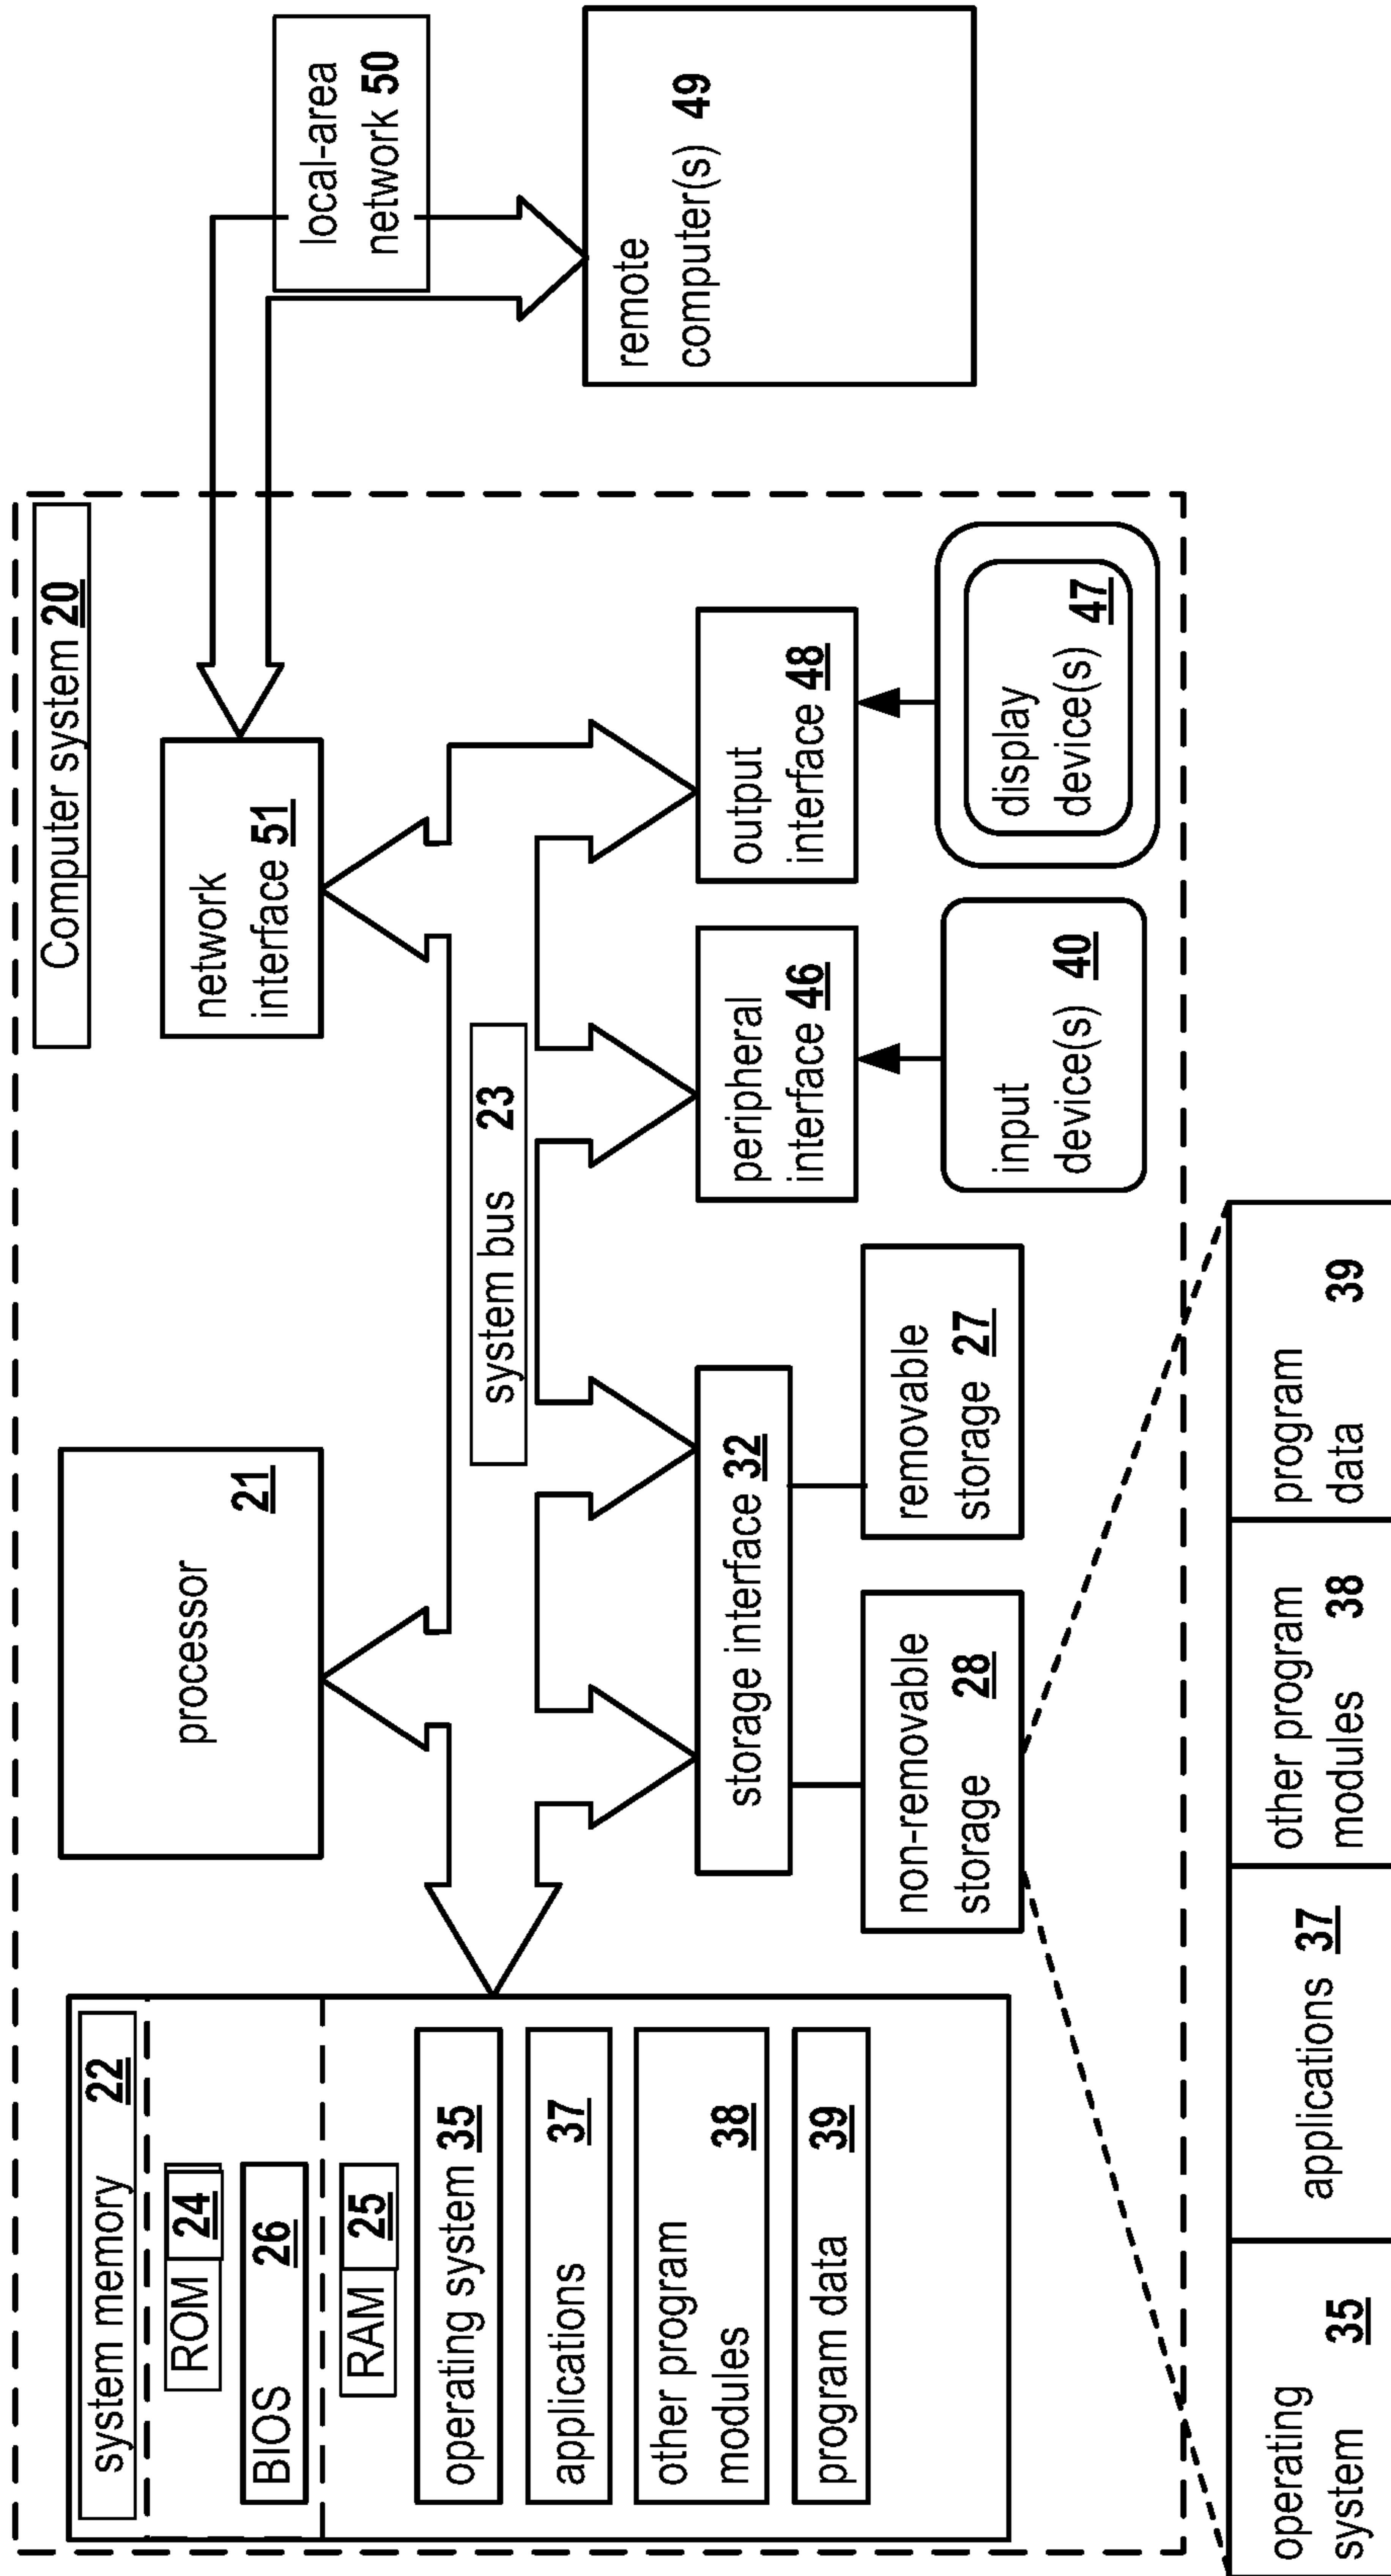 Computer system 20
system memory 22
ROM 24
BIOS 26
RAM 25
operating system 35
applications 37
other program
modules 38
program data 39
processor
21
network
interface 51
local-area
network 50
system bus 23
storage interface 32
peripheral
interface 46
output
interface 48
remote
computer(s) 49
non-removable
storage 28
removable
storage 27
input
device(s) 40
display
device(s) 47
operating
system 35
applications 37
other program
modules 38
program
data 39